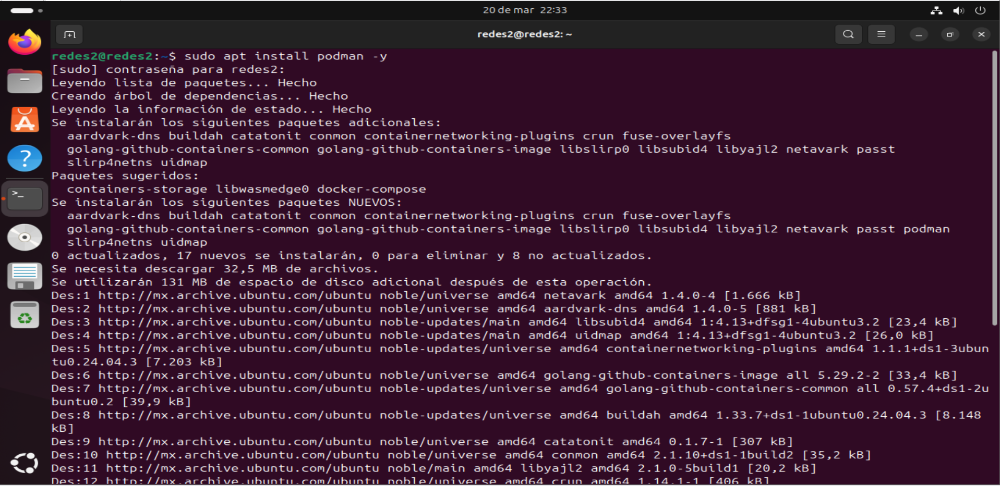 20 de mar 22:33
redes2@redes2: ~
redes2@redes2:~$ sudo apt install podman -y
[sudo] contraseña para redes2:
Leyendo lista de paquetes... Hecho
Creando árbol de dependencias... Hecho
Leyendo la información de estado... Hecho
Se instalarán los siguientes paquetes adicionales:
  aardvark-dns buildah catatonit conmon containernetworking-plugins crun fuse-overlayfs
  golang-github-containers-common golang-github-containers-image libslirp0 libsubid4 libyajl2 netavark passt
  slirp4netns uidmap
Paquetes sugeridos:
  containers-storage libwasmedge0 docker-compose
Se instalarán los siguientes paquetes NUEVOS:
  aardvark-dns buildah catatonit conmon containernetworking-plugins crun fuse-overlayfs
  golang-github-containers-common golang-github-containers-image libslirp0 libsubid4 libyajl2 netavark passt podman
  slirp4netns uidmap
0 actualizados, 17 nuevos se instalarán, 0 para eliminar y 8 no actualizados.
Se necesita descargar 32,5 MB de archivos.
Se utilizarán 131 MB de espacio de disco adicional después de esta operación.
Des:1 http://mx.archive.ubuntu.com/ubuntu noble/universe amd64 netavark amd64 1.4.0-4 [1.666 kB]
Des:2 http://mx.archive.ubuntu.com/ubuntu noble/universe amd64 aardvark-dns amd64 1.4.0-5 [881 kB]
Des:3 http://mx.archive.ubuntu.com/ubuntu noble-updates/main amd64 libsubid4 amd64 1:4.13+dfsg1-4ubuntu3.2 [23,4 kB]
Des:4 http://mx.archive.ubuntu.com/ubuntu noble-updates/main amd64 uidmap amd64 1:4.13+dfsg1-4ubuntu3.2 [26,0 kB]
Des:5 http://mx.archive.ubuntu.com/ubuntu noble-updates/universe amd64 containernetworking-plugins amd64 1.1.1+ds1-3ubun
tu0.24.04.3 [7.203 kB]
Des:6 http://mx.archive.ubuntu.com/ubuntu noble/universe amd64 golang-github-containers-image all 5.29.2-2 [33,4 kB]
Des:7 http://mx.archive.ubuntu.com/ubuntu noble-updates/universe amd64 golang-github-containers-common all 0.57.4+ds1-2u
buntu0.2 [39,9 kB]
Des:8 http://mx.archive.ubuntu.com/ubuntu noble-updates/universe amd64 buildah amd64 1.33.7+ds1-1ubuntu0.24.04.3 [8.148
kB]
Des:9 http://mx.archive.ubuntu.com/ubuntu noble/universe amd64 catatonit amd64 0.1.7-1 [307 kB]
Des:10 http://mx.archive.ubuntu.com/ubuntu noble/universe amd64 conmon amd64 2.1.10+ds1-1build2 [35,2 kB]
Des:11 http://mx.archive.ubuntu.com/ubuntu noble/main amd64 libyajl2 amd64 2.1.0-5build1 [20,2 kB]
Des:12 http://mx.archive.ubuntu.com/ubuntu noble/universe amd64 crun amd64 1.14.1-1 [406 kB]